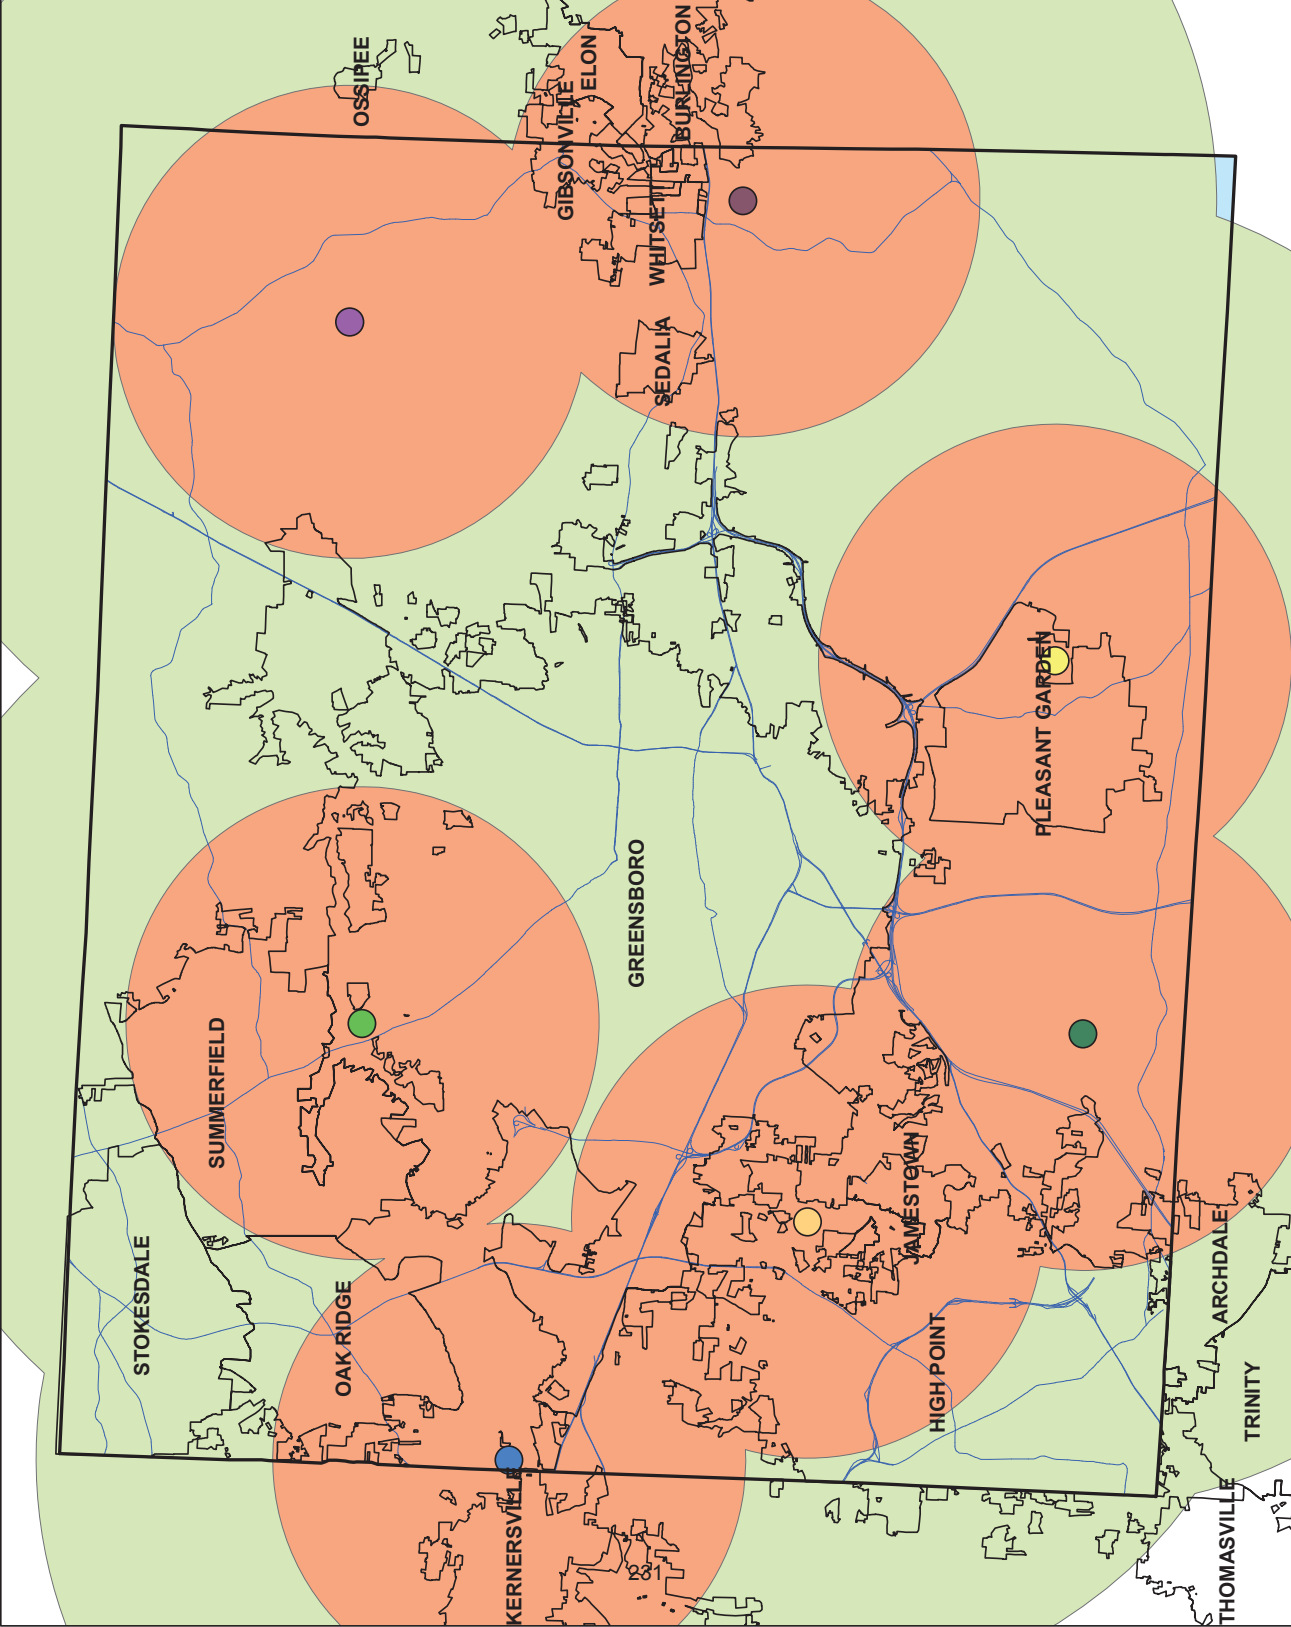 OSSIPEE
ELON
BURLINGTON
GIBSONVILLE
WHITSETT
SEDALIA
PLEASANT GARDEN
GREENSBORO
SUMMERFIELD
JAMESTOWN
STOKESDALE
OAK RIDGE
HIGH POINT
ARCHDALE
TRINITY
KERNERSVILLE
THOMASVILLE
231